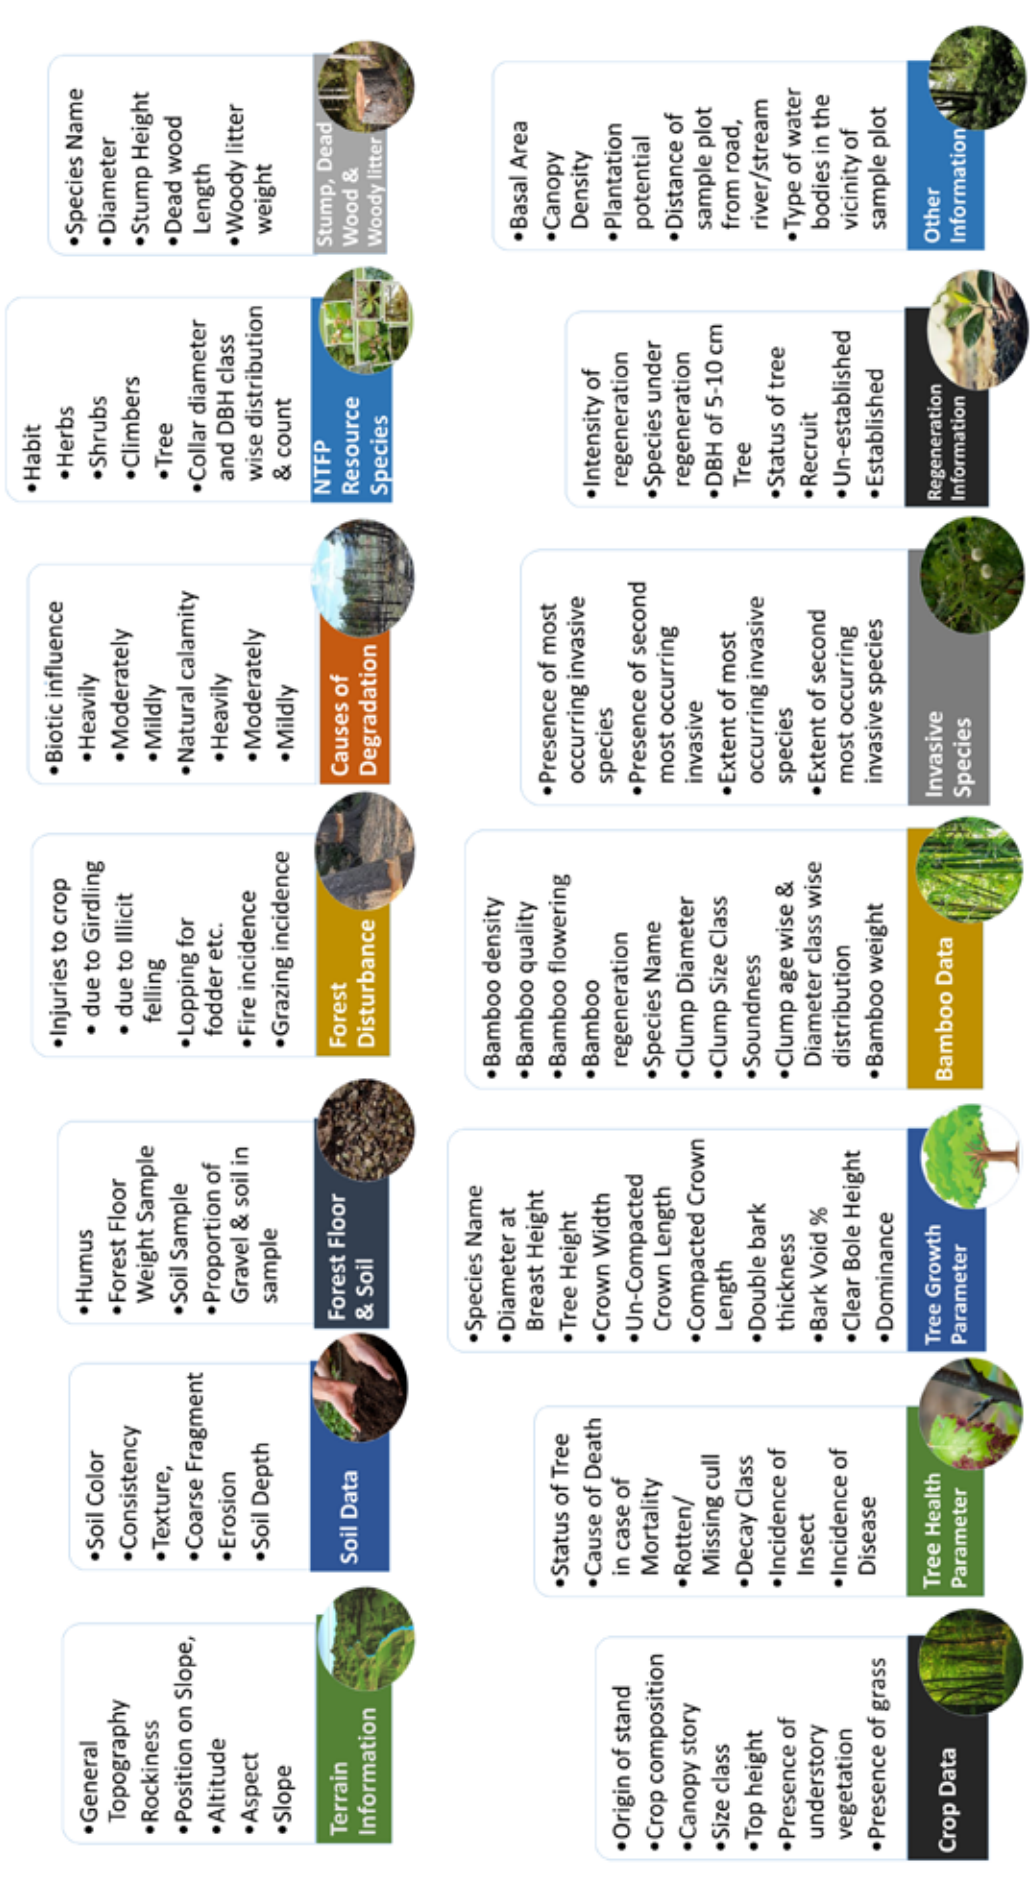 •General
Topography
•Rockiness
•Position on Slope,
•Altitude
•Aspect
•Slope
Terrain
Information
•Soil Color
•Consistency
•Texture,
•Coarse Fragment
•Erosion
•Soil Depth
Soil Data
•Humus
•Forest Floor
Weight Sample
•Soil Sample
•Proportion of
Gravel & soil in
sample
Forest Floor
& Soil
•Injuries to crop
• due to Girdling
• due to Illicit
felling
•Lopping for
fodder etc.
•Fire incidence
•Grazing incidence
Forest
Disturbance
•Biotic influence
•Heavily
•Moderately
•Mildly
•Natural calamity
•Heavily
•Moderately
•Mildly
Causes of
Degradation
•Habit
•Herbs
•Shrubs
•Climbers
•Tree
•Collar diameter
and DBH class
wise distribution
& count
NTFP
Resource
Species
•Species Name
•Diameter
•Stump Height
•Dead wood
Length
•Woody litter
weight
Stump, Dead
Wood &
Woody litter
•Origin of stand
•Crop composition
•Canopy story
•Size class
•Top height
•Presence of
understory
vegetation
•Presence of grass
Crop Data
•Status of Tree
•Cause of Death
in case of
Mortality
•Rotten/
Missing cull
•Decay Class
•Incidence of
Insect
•Incidence of
Disease
Tree Health
Parameter
•Species Name
•Diameter at
Breast Height
•Tree Height
•Crown Width
•Un-Compacted
Crown Length
•Compacted Crown
Length
•Double bark
thickness
•Bark Void %
•Clear Bole Height
•Dominance
Tree Growth
Parameter
•Bamboo density
•Bamboo quality
•Bamboo flowering
•Bamboo
regeneration
•Species Name
•Clump Diameter
•Clump Size Class
•Soundness
•Clump age wise &
Diameter class wise
distribution
•Bamboo weight
Bamboo Data
•Presence of most
occurring invasive
species
•Presence of second
most occurring
invasive
•Extent of most
occurring invasive
species
•Extent of second
most occurring
invasive species
Invasive
Species
•Intensity of
regeneration
•Species under
regeneration
•DBH of 5-10 cm
Tree
•Status of tree
•Recruit
•Un-established
•Established
Regeneration
Information
•Basal Area
•Canopy
Density
•Plantation
potential
•Distance of
sample plot
from road,
river/stream
•Type of water
bodies in the
vicinity of
sample plot
Other
Information